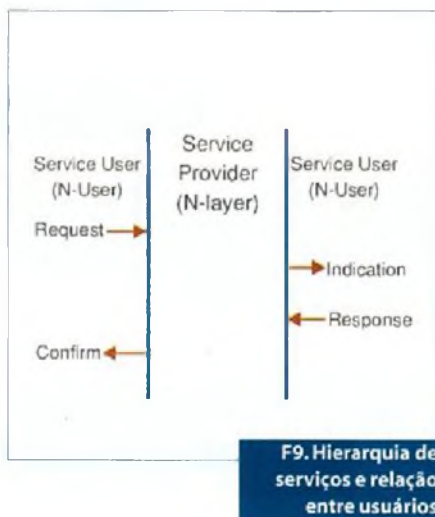 Service User
(N-User)
Service
Provider
(N-layer)
Service User
(N-User)
Request
Indication
Response
Confirm
F9. Hierarquia de
serviços e relação
entre usuários